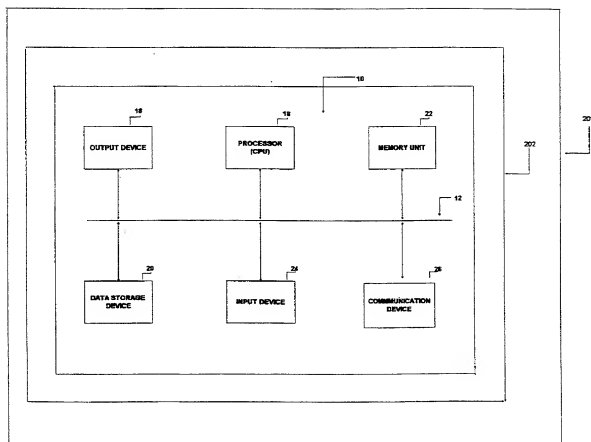 10
18
22
20
OUTPUT DEVICE
PROCESSOR
(CPU)
MEMORY UNIT
202
12
20
24
26
DATA STORAGE
DEVICE
INPUT DEVICE
COMMUNICATION
DEVICE